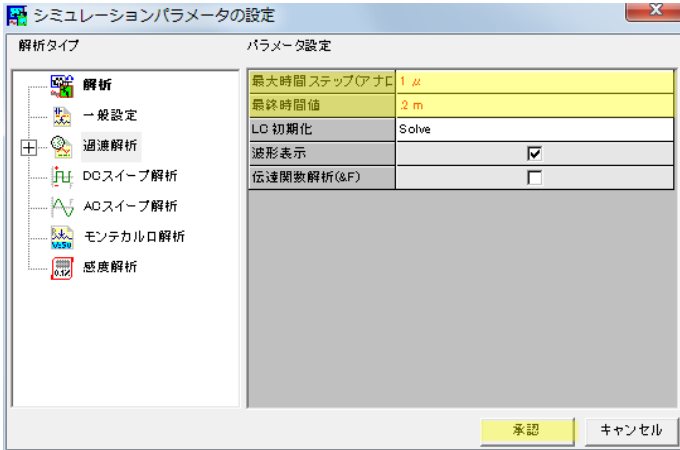 シミュレーションパラメータの設定
解析タイプ
パラメータ設定
解析
一般設定
過渡解析
DCスイープ解析
ACスイープ解析
モンテカルロ解析
感度解析
最大時間ステップ(アナロ 1 μ
最終時間値 .2 m
LC 初期化 Solve
波形表示
伝達関数解析(&F)
承認 キャンセル